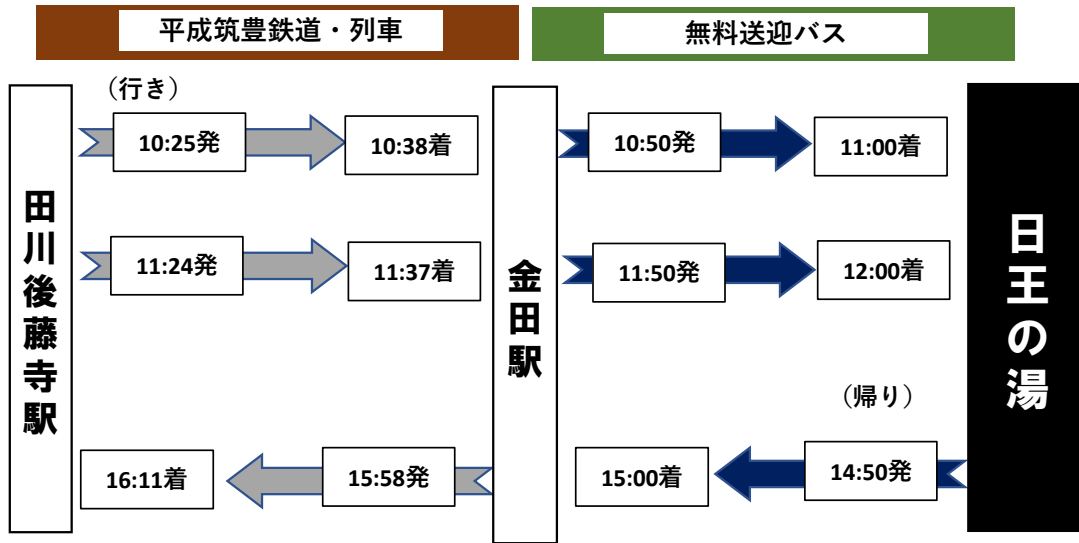 平成筑豊鉄道・列車
無料送迎バス
（行き）
田川後藤寺駅
10:25発
10:38着
金田駅
10:50発
11:00着
日王の湯
11:24発
11:37着
11:50発
12:00着
（帰り）
16:11着
15:58発
15:00着
14:50発